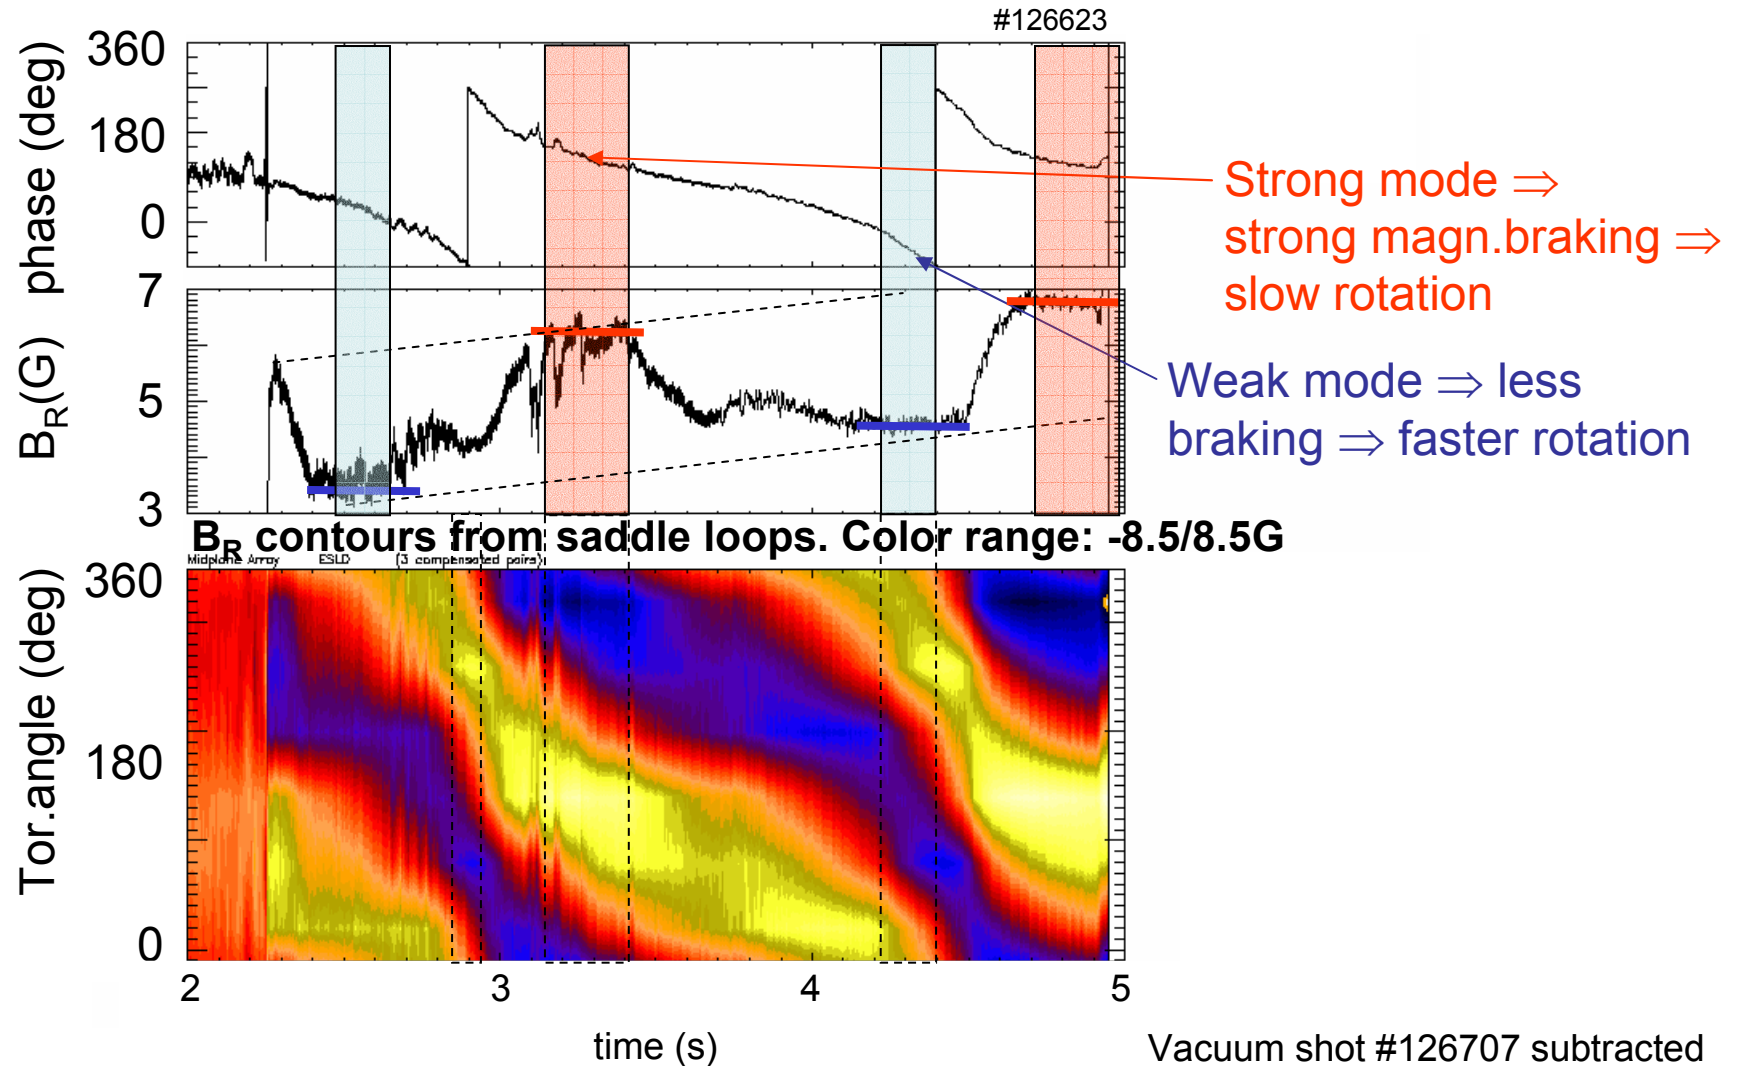 #126623
phase (deg)
360
180
0
Strong mode ⇒
strong magn.braking ⇒
slow rotation
B_R(G)
7
5
3
Weak mode ⇒ less
braking ⇒ faster rotation
B_R contours from saddle loops. Color range: -8.5/8.5G
Midplane Array ESLD (3 compensated pairs)
Tor.angle (deg)
360
180
0
2 3 4 5
time (s)
Vacuum shot #126707 subtracted